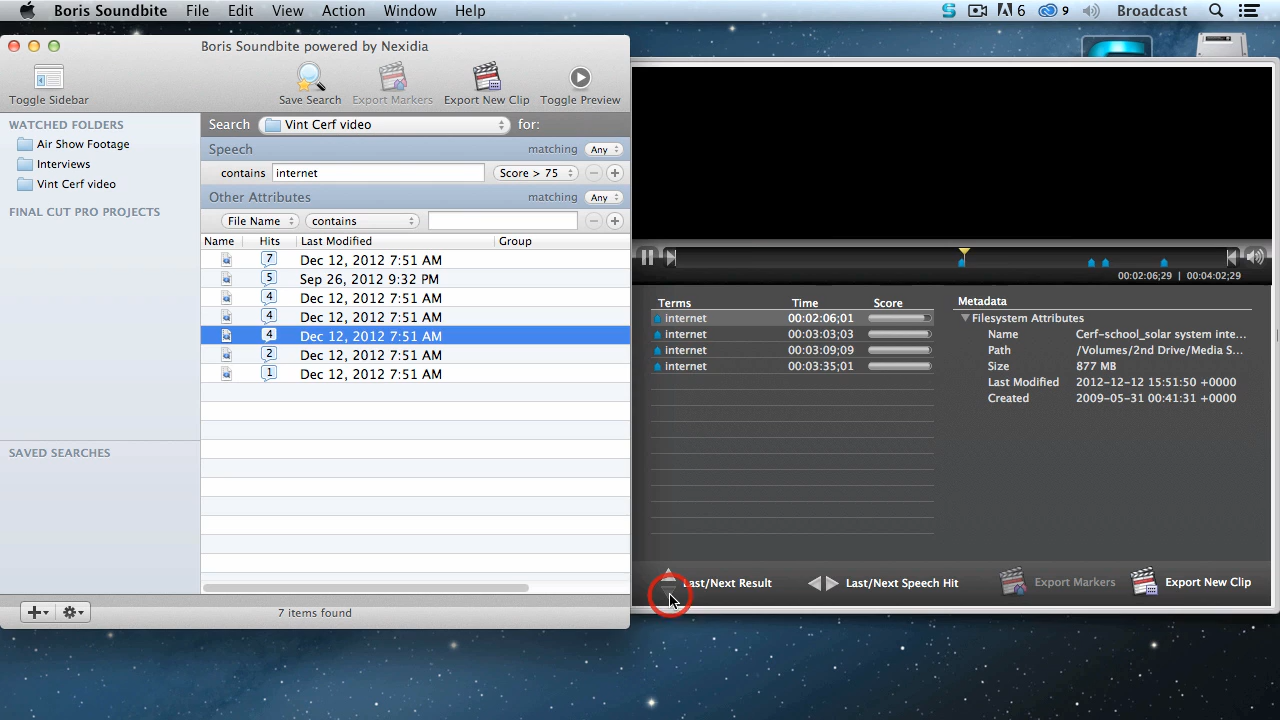 Boris Soundbite File Edit View Action Window Help 6 9 Broadcast
Boris Soundbite powered by Nexidia
Toggle Sidebar Save Search Export Markers Export New Clip Toggle Preview
WATCHED FOLDERS
Air Show Footage
Interviews
Vint Cerf video
FINAL CUT PRO PROJECTS
SAVED SEARCHES
Search Vint Cerf video for:
Speech matching Any
contains internet Score > 75
Other Attributes matching Any
File Name contains
Name Hits Last Modified Group
7 Dec 12, 2012 7:51 AM
5 Sep 26, 2012 9:32 PM
4 Dec 12, 2012 7:51 AM
4 Dec 12, 2012 7:51 AM
4 Dec 12, 2012 7:51 AM
2 Dec 12, 2012 7:51 AM
1 Dec 12, 2012 7:51 AM
7 items found
00:02:06;29 | 00:04:02;29
Terms Time Score
internet 00:02:06;01
internet 00:03:03;03
internet 00:03:09;09
internet 00:03:35;01
Metadata
Filesystem Attributes
Name Cerf-school_solar system inte...
Path /Volumes/2nd Drive/Media S...
Size 877 MB
Last Modified 2012-12-12 15:51:50 +0000
Created 2009-05-31 00:41:31 +0000
Last/Next Result Last/Next Speech Hit Export Markers Export New Clip